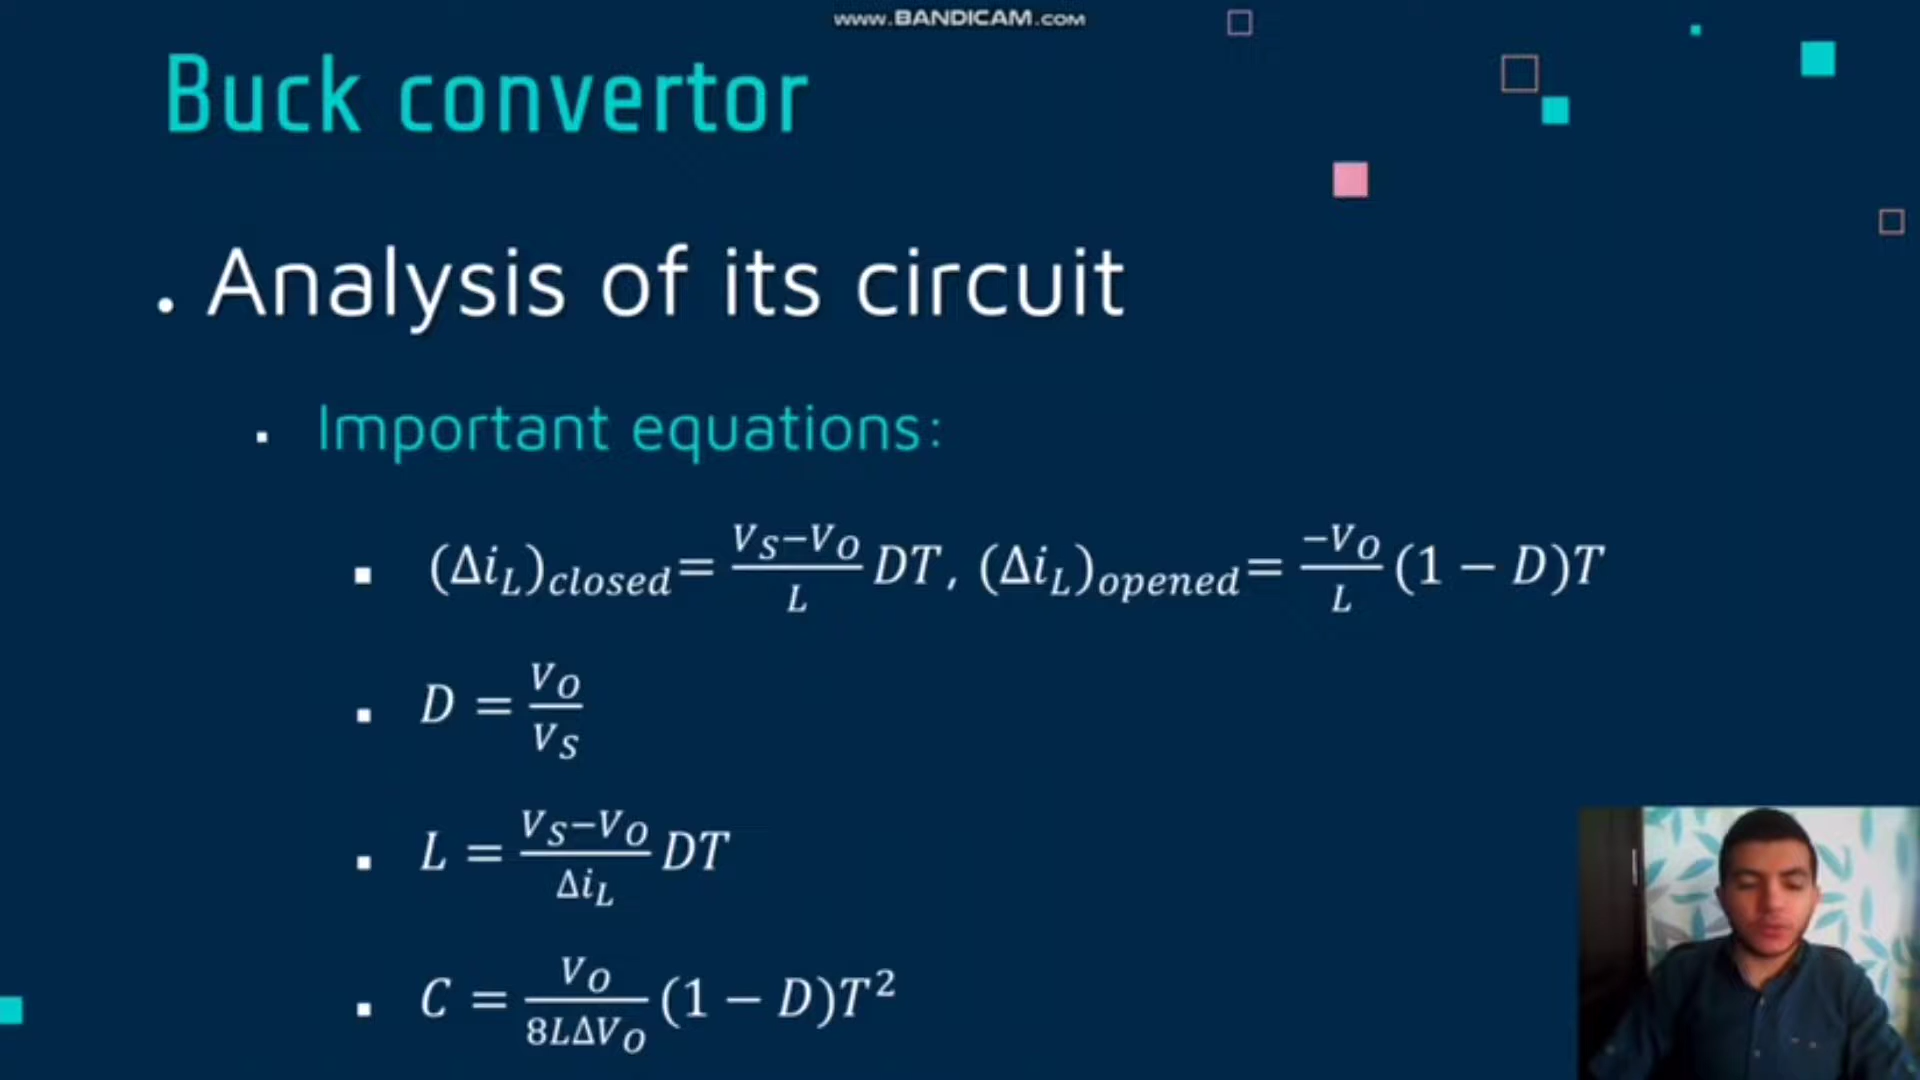 www.BANDICAM.com
Buck convertor
. Analysis of its circuit
▪ Important equations:
▪ (Δi_L)_closed = (V_S−V_O)/L DT, (Δi_L)_opened = (−V_O)/L (1 − D)T
▪ D = V_O/V_S
▪ L = (V_S−V_O)/(Δi_L) DT
▪ C = V_O/(8LΔV_O) (1 − D)T²